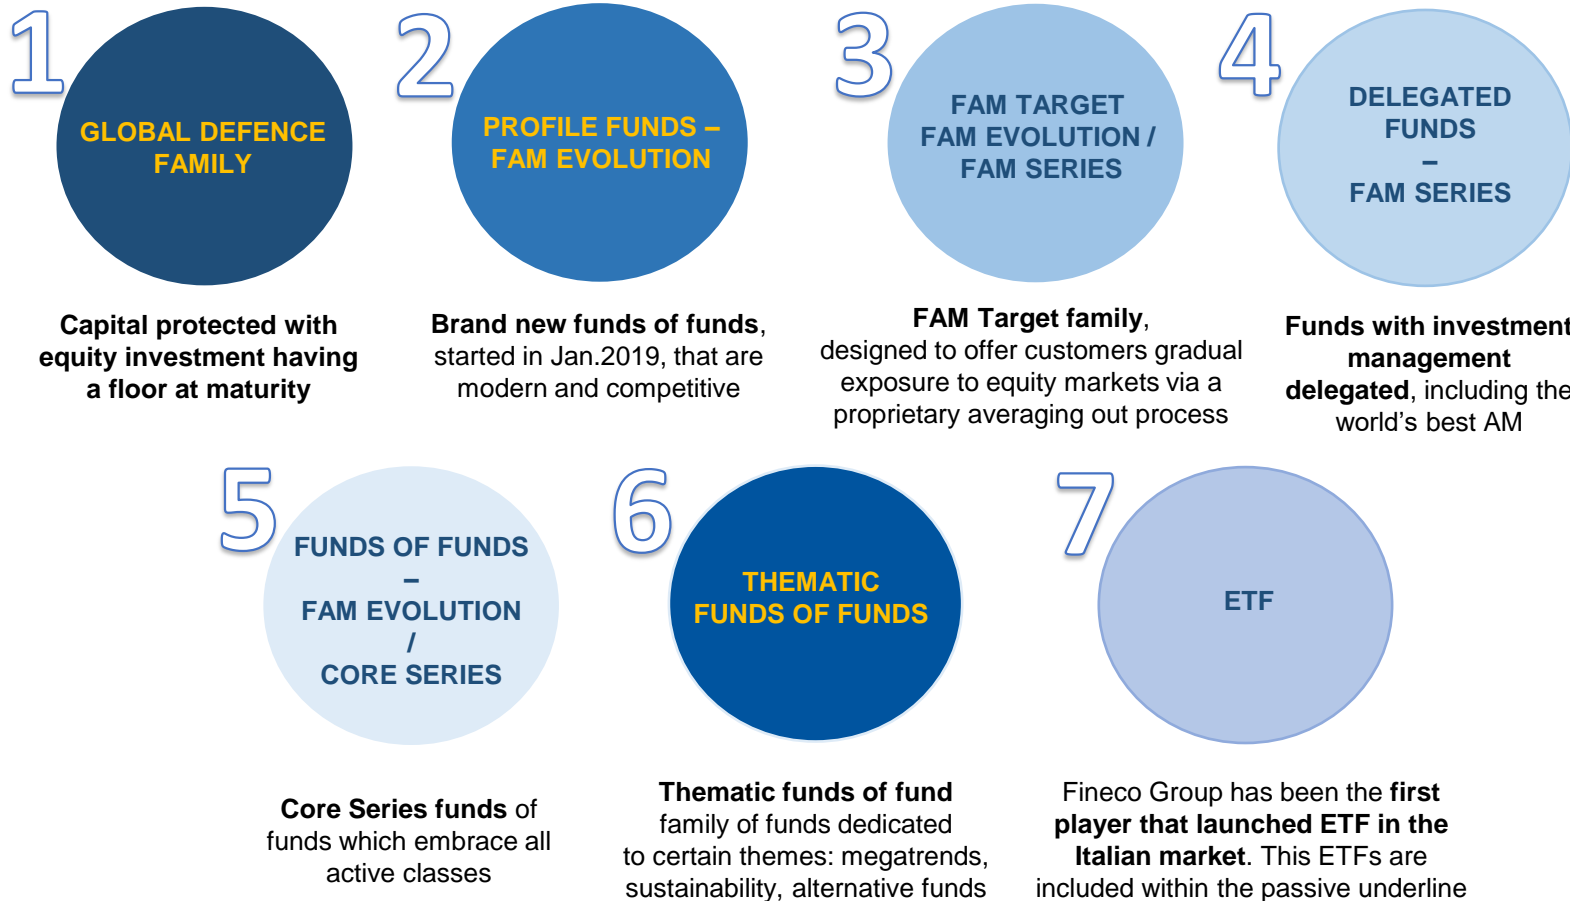 1
GLOBAL DEFENCE
FAMILY
Capital protected with
equity investment having
a floor at maturity
2
PROFILE FUNDS –
FAM EVOLUTION
Brand new funds of funds,
started in Jan.2019, that are
modern and competitive
3
FAM TARGET
FAM EVOLUTION /
FAM SERIES
FAM Target family,
designed to offer customers gradual
exposure to equity markets via a
proprietary averaging out process
4
DELEGATED
FUNDS
–
FAM SERIES
Funds with investment
management
delegated, including the
world's best AM
5
FUNDS OF FUNDS
–
FAM EVOLUTION
/
CORE SERIES
Core Series funds of
funds which embrace all
active classes
6
THEMATIC
FUNDS OF FUNDS
Thematic funds of fund
family of funds dedicated
to certain themes: megatrends,
sustainability, alternative funds
7
ETF
Fineco Group has been the first
player that launched ETF in the
Italian market. This ETFs are
included within the passive underline